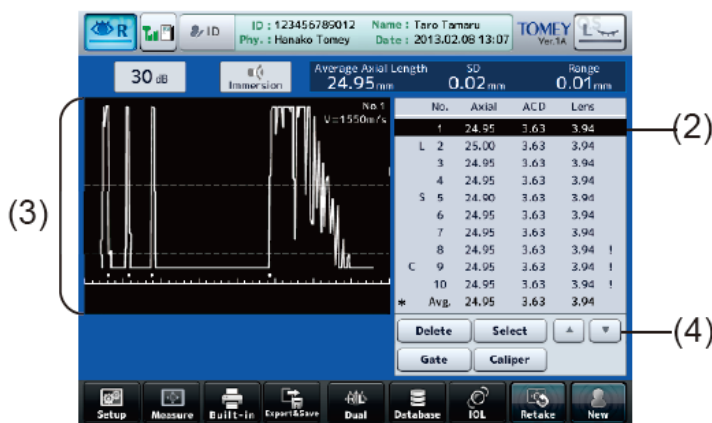 R ID ID : 123456789012 Name : Taro Tamaru TOMEY
Phy. : Hanako Tomey Date : 2013.02.08 13:07 Ver.1A
30 dB Immersion Average Axial Length SD Range
24.95mm 0.02mm 0.01mm
No.1
V=1550m/s
No. Axial ACD Lens
1 24.95 3.63 3.94
L 2 25.00 3.63 3.94
3 24.95 3.63 3.94
4 24.95 3.63 3.94
S 5 24.90 3.63 3.94
6 24.95 3.63 3.94
7 24.95 3.63 3.94
8 24.95 3.63 3.94 !
C 9 24.95 3.63 3.94 !
10 24.95 3.63 3.94 !
* Avg. 24.95 3.63 3.94
(2)
(3)
Delete Select
(4)
Gate Caliper
Setup Measure Built-in Export&Save Dual Database IOL Retake New